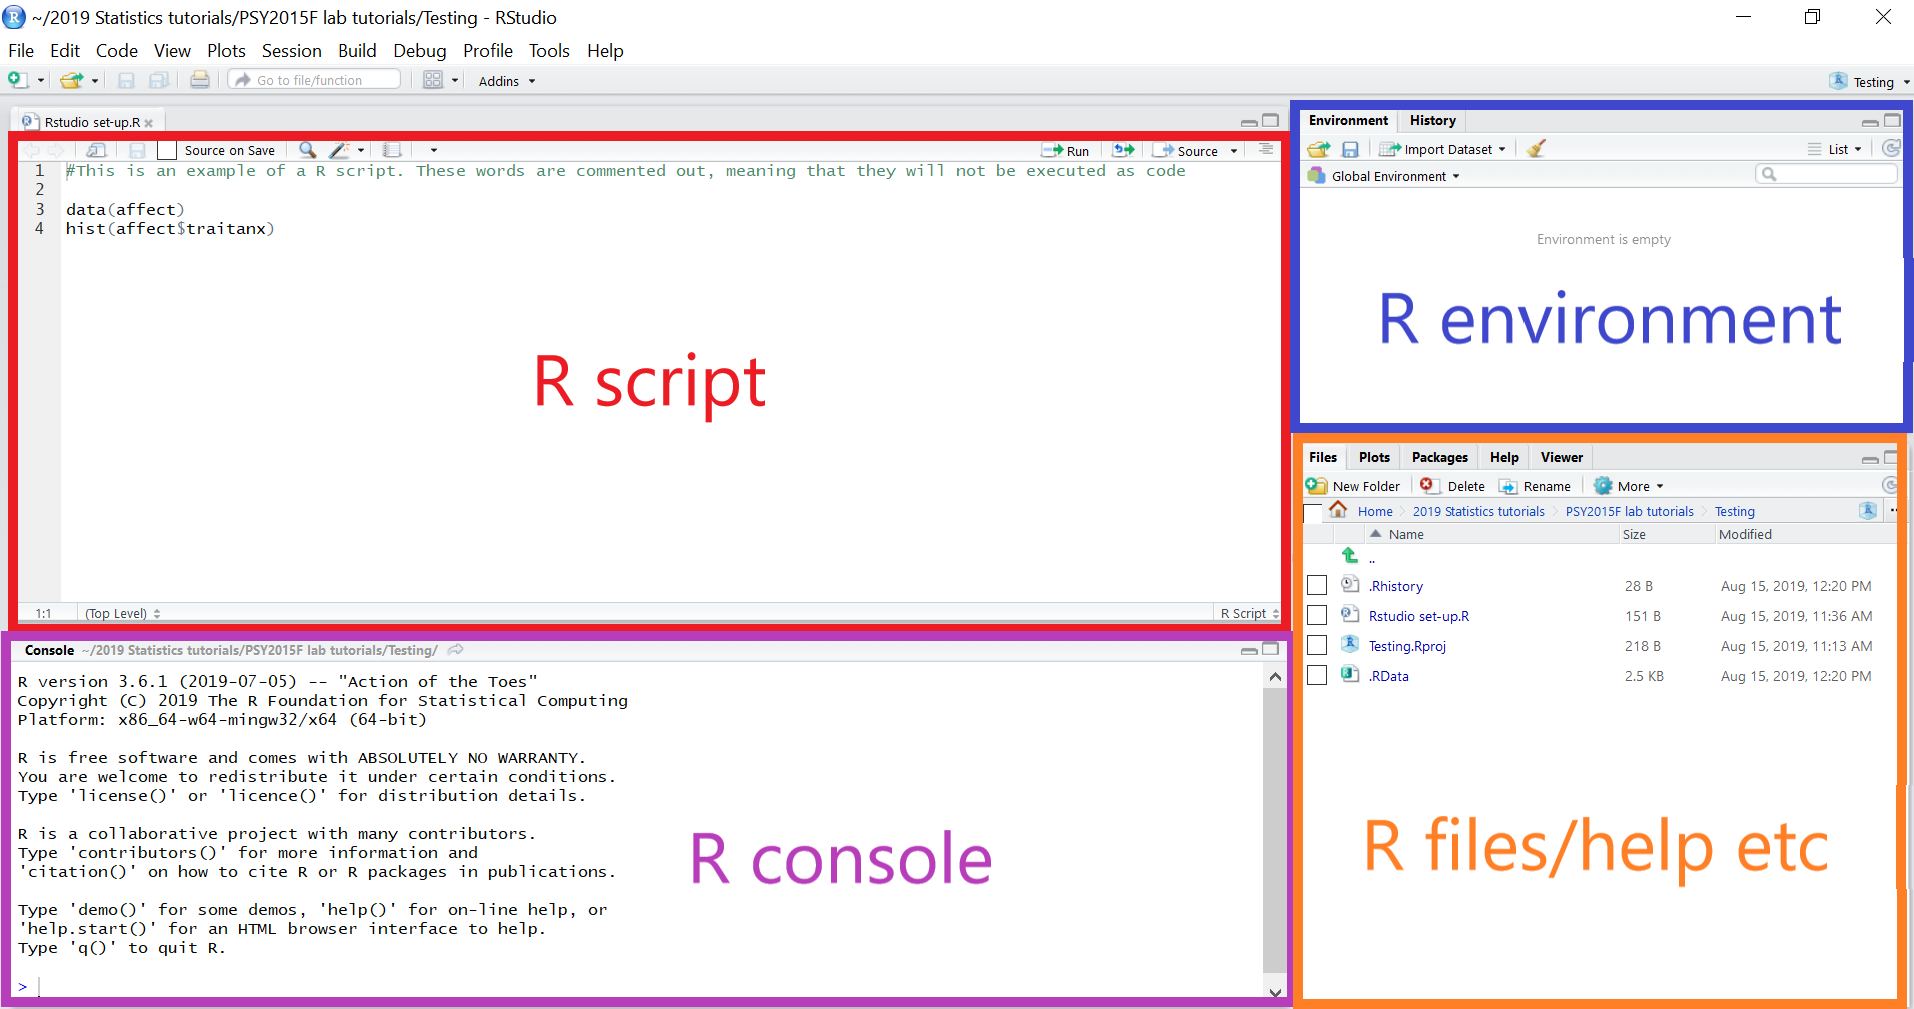 ~/2019 Statistics tutorials/PSY2015F lab tutorials/Testing - RStudio
File Edit Code View Plots Session Build Debug Profile Tools Help
Go to file/function Addins Testing
Rstudio set-up.R
Source on Save Run Source
1 #This is an example of a R script. These words are commented out, meaning that they will not be executed as code
2
3 data(affect)
4 hist(affect$traitanx)
R script
1:1 (Top Level) R Script
Console ~/2019 Statistics tutorials/PSY2015F lab tutorials/Testing/
R version 3.6.1 (2019-07-05) -- "Action of the Toes"
Copyright (C) 2019 The R Foundation for Statistical Computing
Platform: x86_64-w64-mingw32/x64 (64-bit)
R is free software and comes with ABSOLUTELY NO WARRANTY.
You are welcome to redistribute it under certain conditions.
Type 'license()' or 'licence()' for distribution details.
R is a collaborative project with many contributors.
Type 'contributors()' for more information and
'citation()' on how to cite R or R packages in publications.
Type 'demo()' for some demos, 'help()' for on-line help, or
'help.start()' for an HTML browser interface to help.
Type 'q()' to quit R.
>
R console
Environment History
Import Dataset List
Global Environment
Environment is empty
R environment
Files Plots Packages Help Viewer
New Folder Delete Rename More
Home 2019 Statistics tutorials PSY2015F lab tutorials Testing
Name Size Modified
..
.Rhistory 28 B Aug 15, 2019, 12:20 PM
Rstudio set-up.R 151 B Aug 15, 2019, 11:36 AM
Testing.Rproj 218 B Aug 15, 2019, 11:13 AM
.RData 2.5 KB Aug 15, 2019, 12:20 PM
R files/help etc